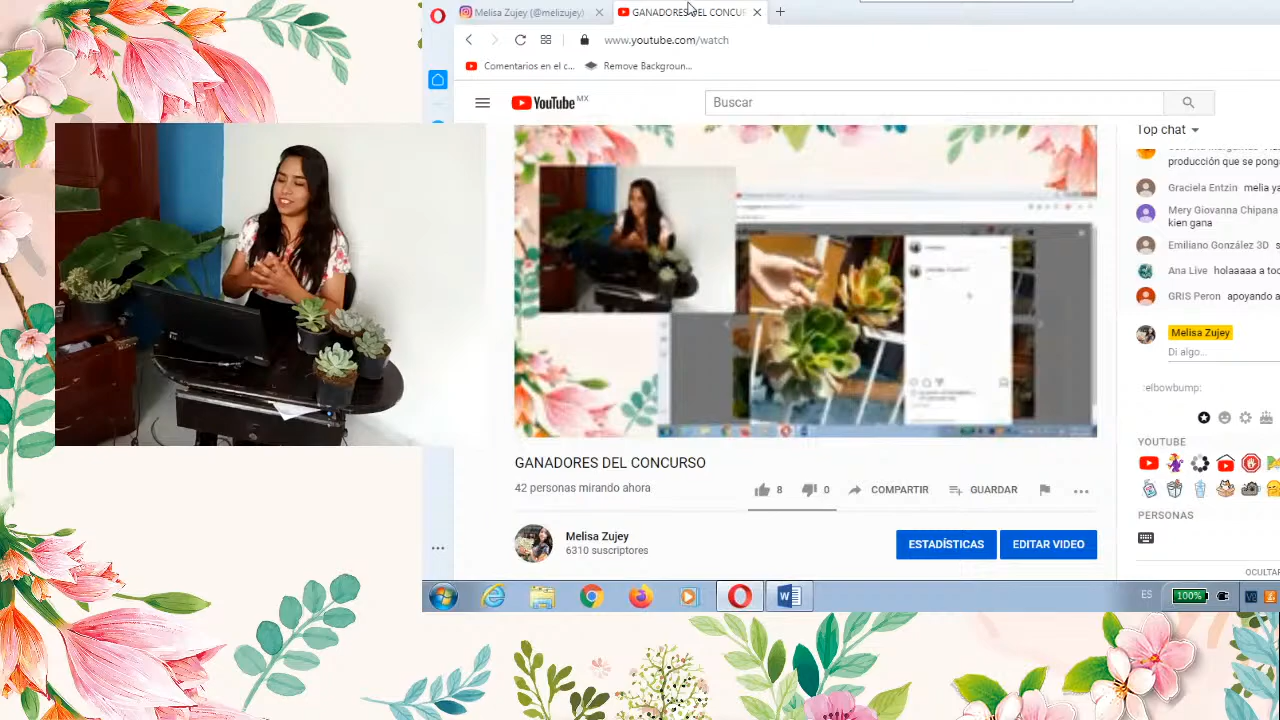 Melisa Zujey (@melizujey)
GANADORES DEL CONCUR
www.youtube.com/watch
Comentarios en el c...
Remove Backgroun...
YouTube MX
Buscar
Top chat
producción que se pong
Graciela Entzin melia ya
Mery Giovanna Chipana
kien gana
Emiliano González 3D s
Ana Live holaaaaa a to
GRIS Peron apoyando a
Melisa Zujey
Di algo...
:elbowbump:
YOUTUBE
GANADORES DEL CONCURSO
42 personas mirando ahora
8
0
COMPARTIR
GUARDAR
PERSONAS
Melisa Zujey
6310 suscriptores
ESTADÍSTICAS
EDITAR VIDEO
OCULTAR
ES
100%